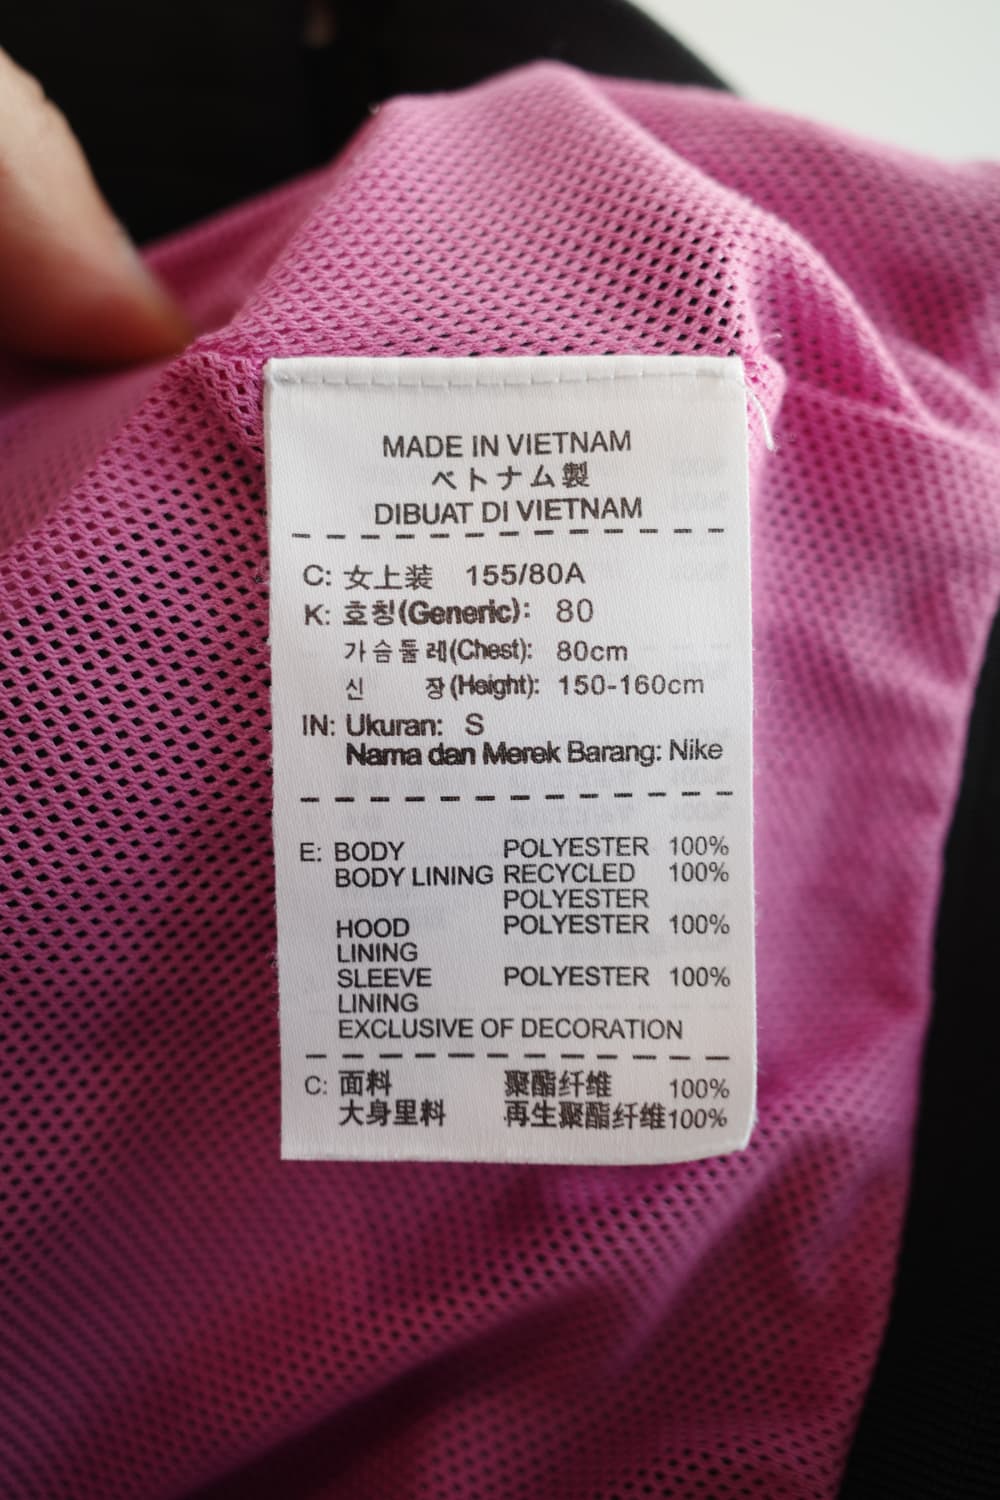 MADE IN VIETNAM
ベトナム製
DIBUAT DI VIETNAM
C: 女上装 155/80A
K: 호칭(Generic): 80
가슴둘레(Chest): 80cm
신 장(Height): 150-160cm
IN: Ukuran: S
Nama dan Merek Barang: Nike
E: BODY POLYESTER 100%
BODY LINING RECYCLED 100%
POLYESTER
HOOD POLYESTER 100%
LINING
SLEEVE POLYESTER 100%
LINING
EXCLUSIVE OF DECORATION
C: 面料 聚酯纤维 100%
大身里料 再生聚酯纤维100%